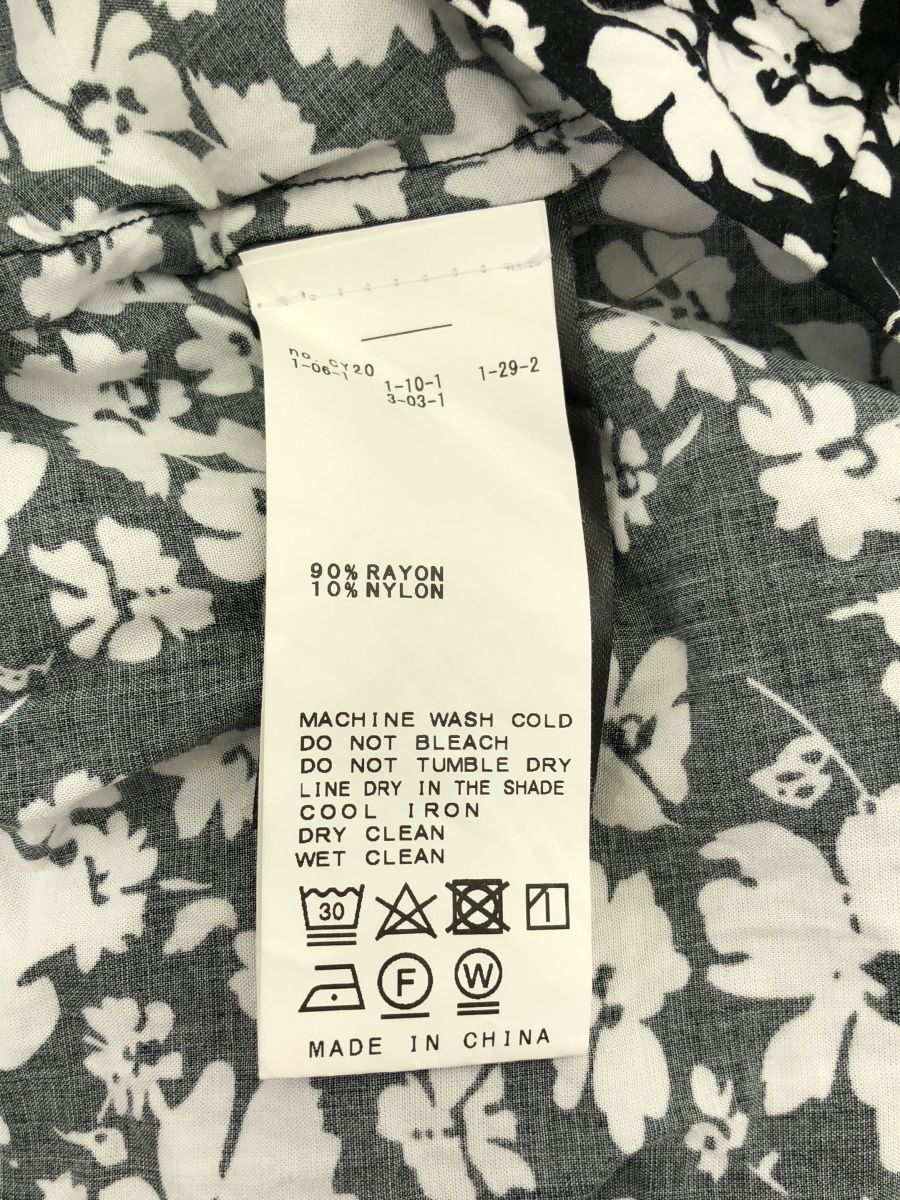 no. CY20
1-06-1
1-10-1
3-03-1
1-29-2
90% RAYON
10% NYLON
MACHINE WASH COLD
DO NOT BLEACH
DO NOT TUMBLE DRY
LINE DRY IN THE SHADE
COOL IRON
DRY CLEAN
WET CLEAN
30
F W
MADE IN CHINA